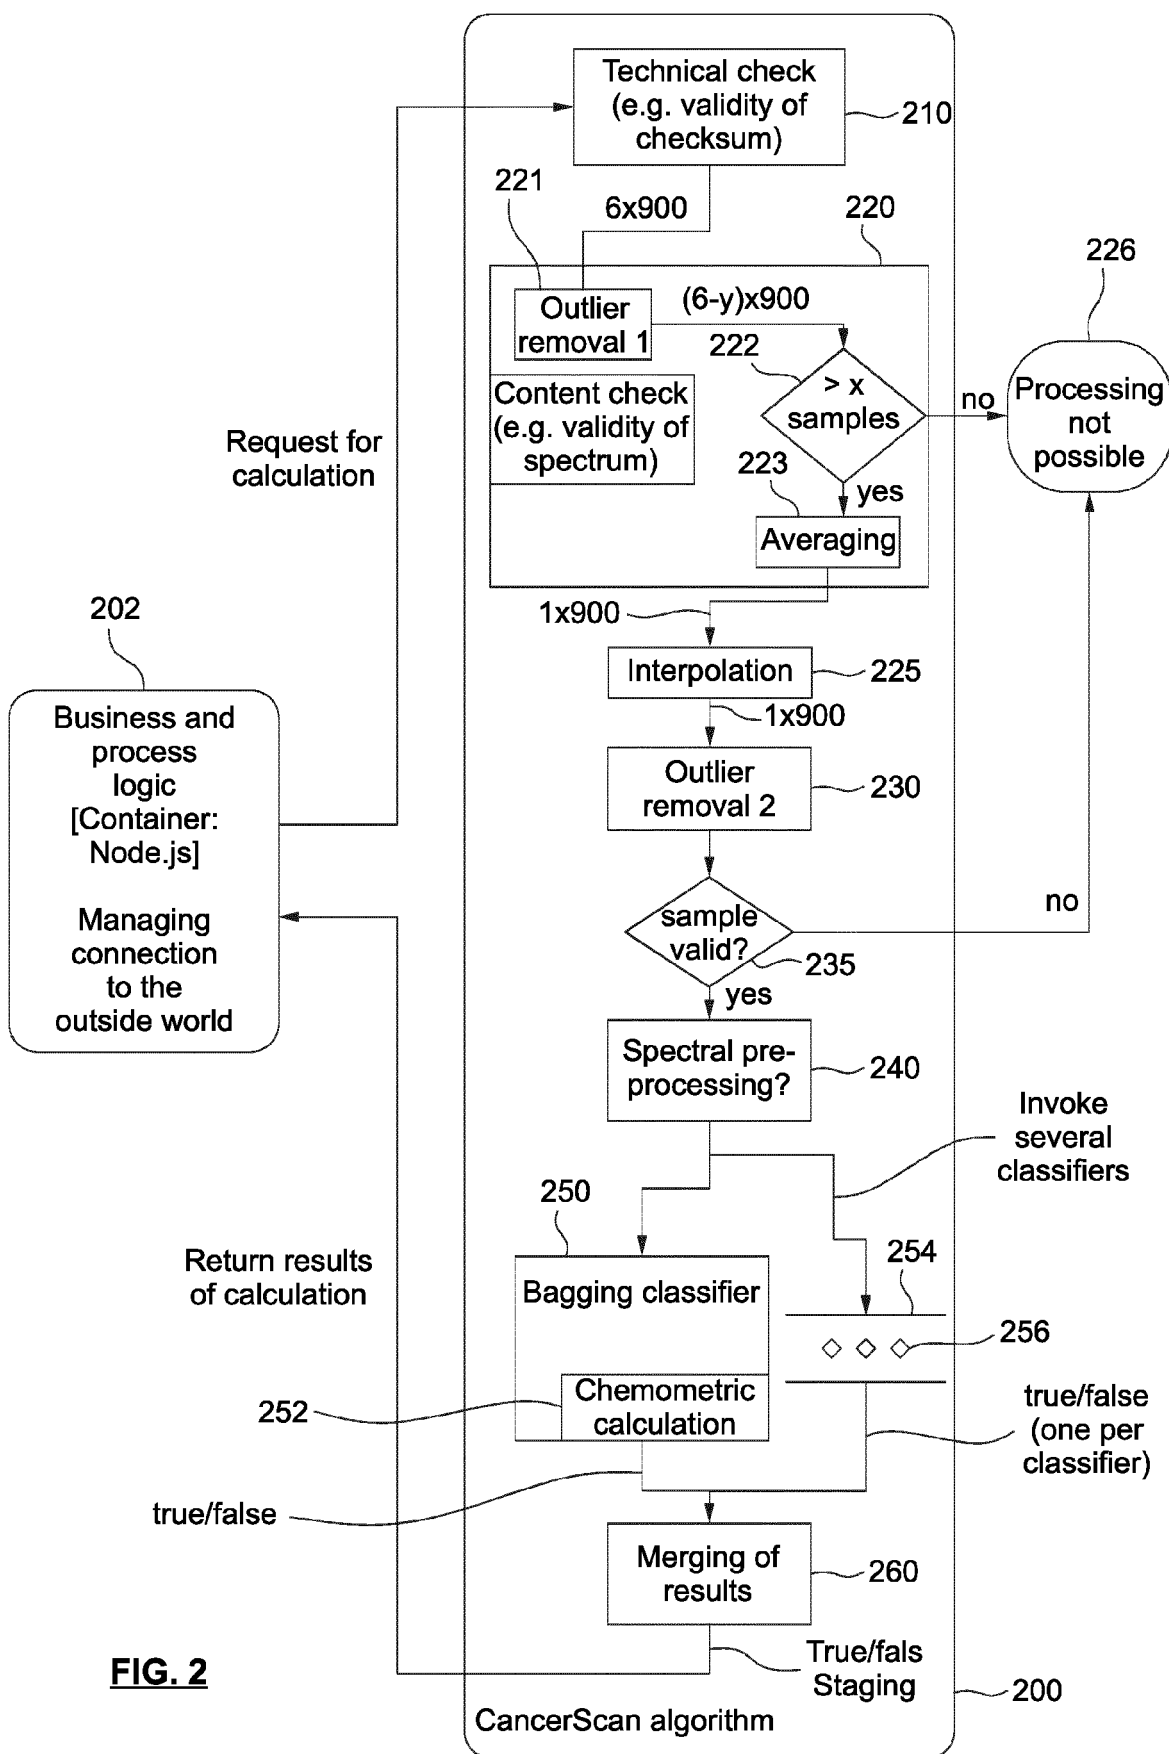 Technical check
(e.g. validity of
checksum)
210
221
6x900
220
226
Outlier
removal 1
(6-y)x900
222
> x
samples
no
Processing
not
possible
Content check
(e.g. validity of
spectrum)
Request for
calculation
223
yes
Averaging
202
1x900
Interpolation
225
1x900
Business and
process
logic
[Container:
Node.js]
Managing
connection
to the
outside world
Outlier
removal 2
230
sample
valid?
no
235
yes
Spectral pre-
processing?
240
Invoke
several
classifiers
250
Return results
of calculation
Bagging classifier
254
256
252
Chemometric
calculation
true/false
(one per
classifier)
true/false
Merging of
results
260
True/fals
Staging
FIG. 2
200
CancerScan algorithm